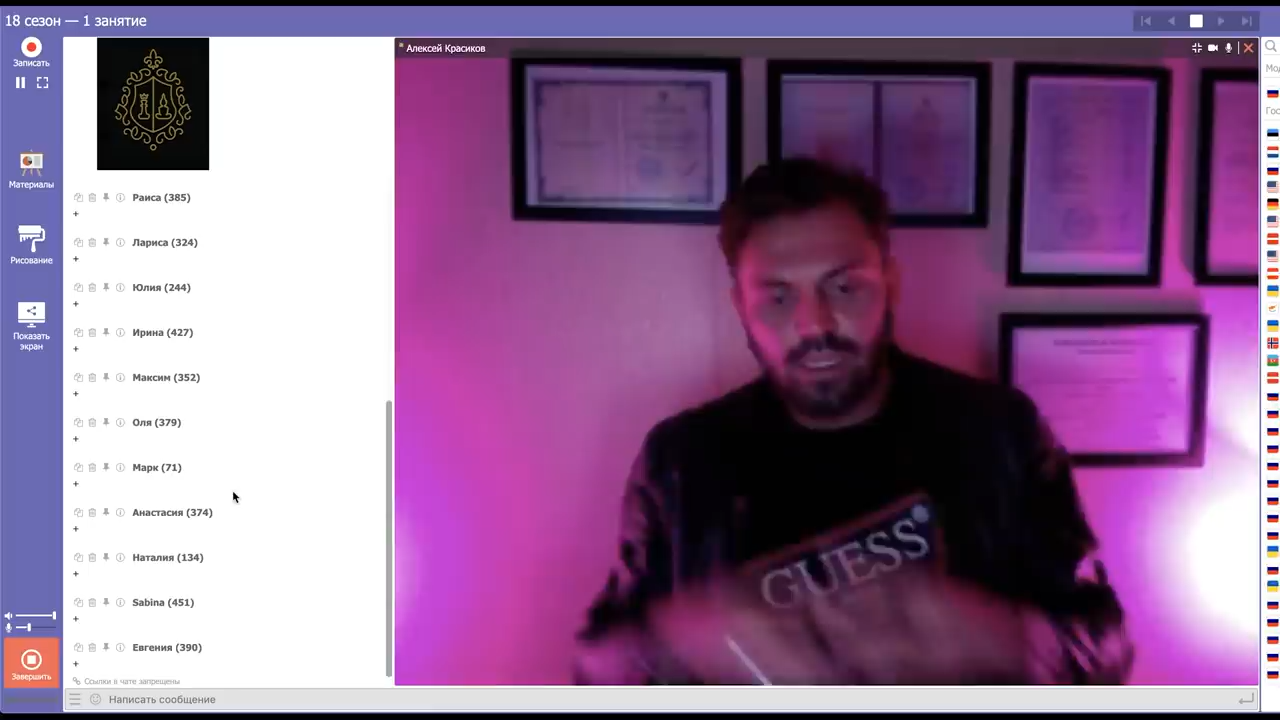 18 сезон — 1 занятие
Записать
Материалы
Рисование
Показать
экран
Завершить
Раиса (385)
+
Лариса (324)
+
Юлия (244)
+
Ирина (427)
+
Максим (352)
+
Оля (379)
+
Марк (71)
+
Анастасия (374)
+
Наталия (134)
+
Sabina (451)
+
Евгения (390)
+
Ссылки в чате запрещены
Написать сообщение
Алексей Красиков
GUESS
Мод
Гос